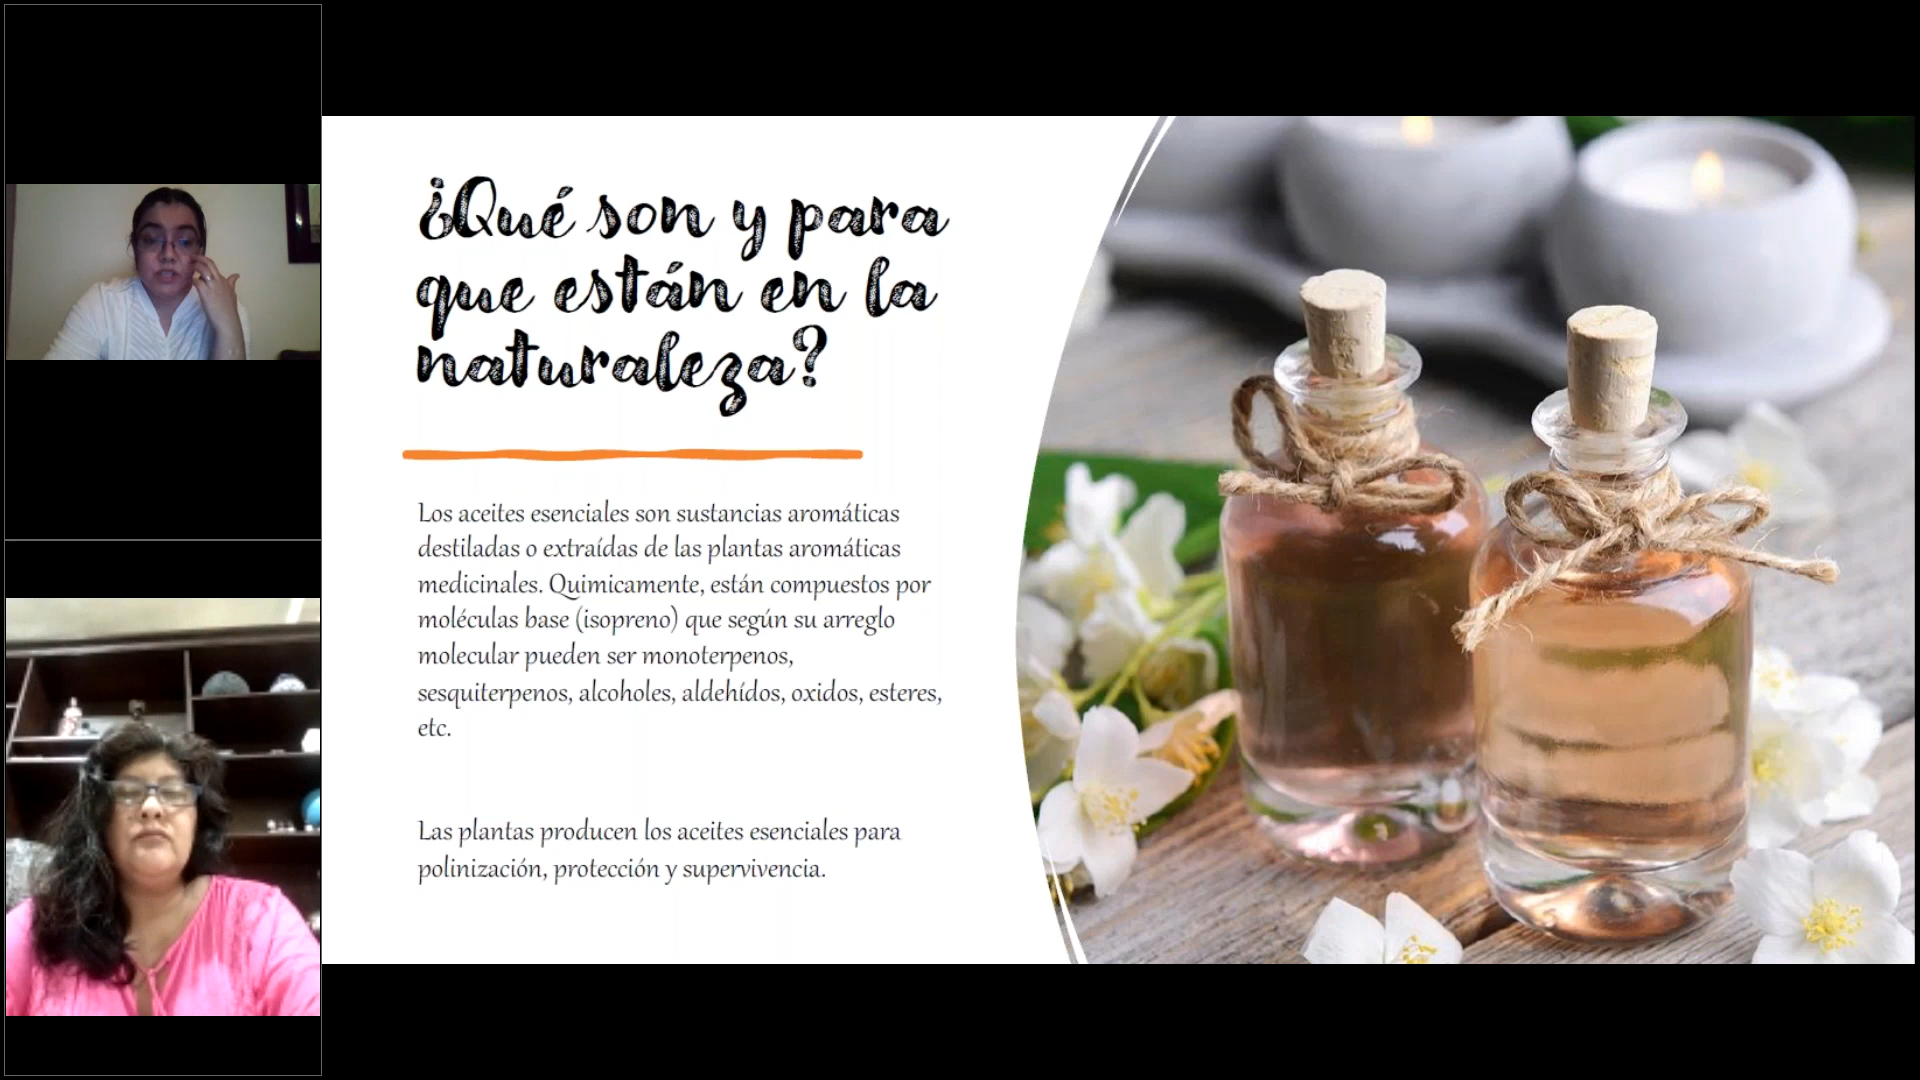 ¿Qué son y para
que están en la
naturaleza?
Los aceites esenciales son sustancias aromáticas
destiladas o extraídas de las plantas aromáticas
medicinales. Quimicamente, están compuestos por
moléculas base (isopreno) que según su arreglo
molecular pueden ser monoterpenos,
sesquiterpenos, alcoholes, aldehídos, oxidos, esteres,
etc.
Las plantas producen los aceites esenciales para
polinización, protección y supervivencia.